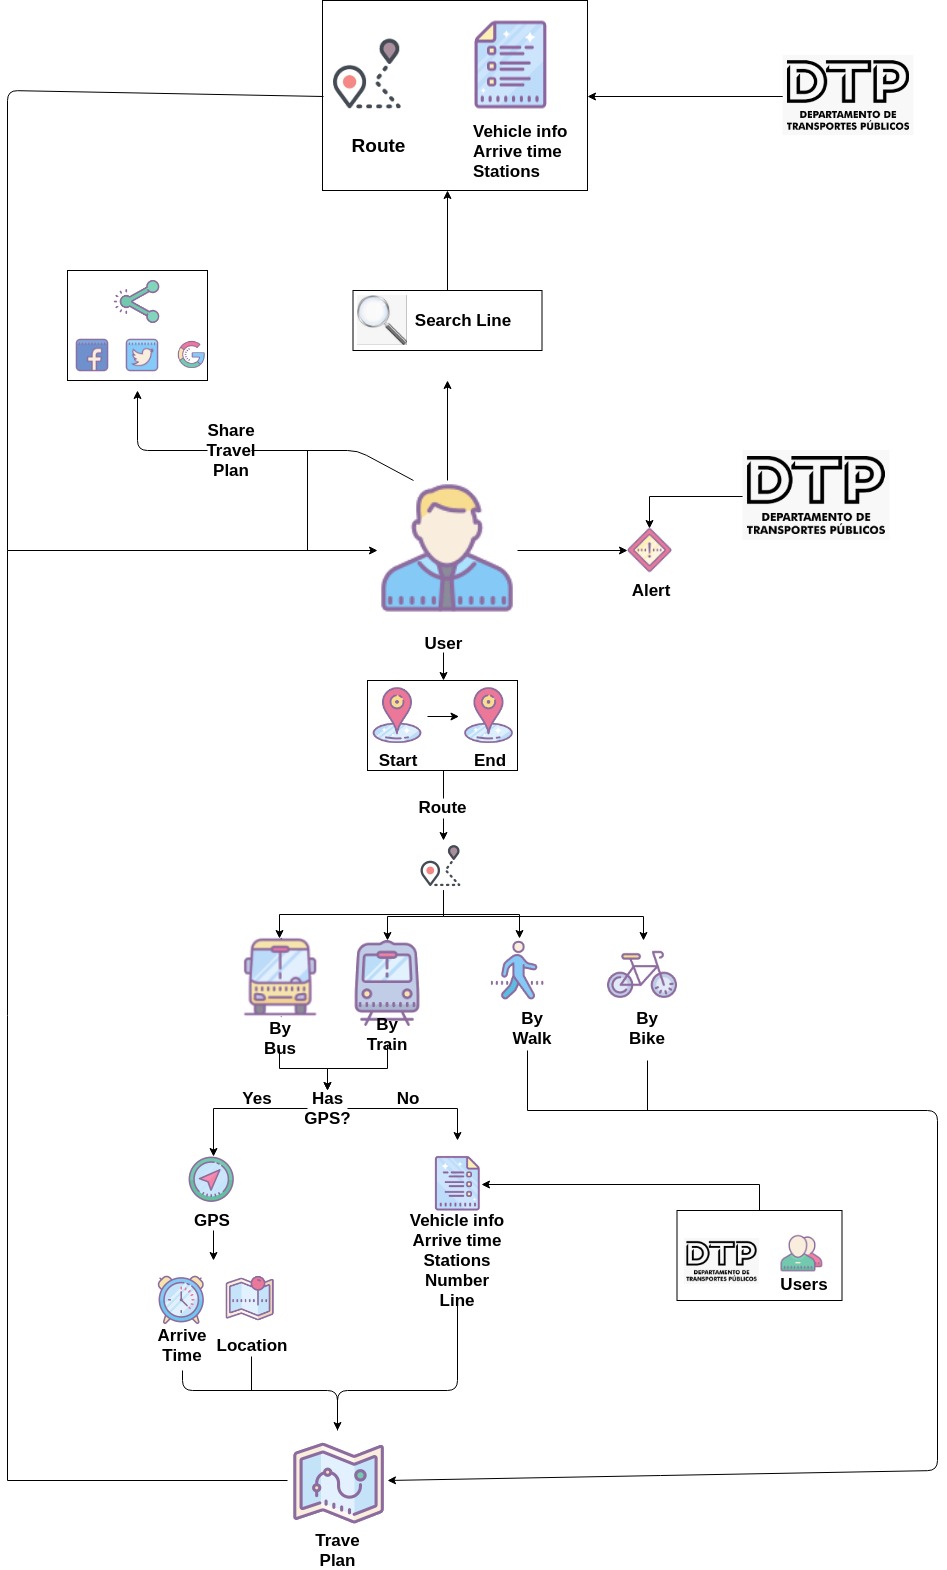 Route
Vehicle info
Arrive time
Stations
DTP
DEPARTAMENTO DE
TRANSPORTES PÚBLICOS
Search Line
Share
Travel
Plan
DTP
DEPARTAMENTO DE
TRANSPORTES PÚBLICOS
Alert
User
Start
End
Route
By
Bus
By
Train
By
Walk
By
Bike
Yes
Has
GPS?
No
GPS
Vehicle info
Arrive time
Stations
Number
Line
DTP
DEPARTAMENTO DE
TRANSPORTES PÚBLICOS
Users
Arrive
Time
Location
Trave
Plan